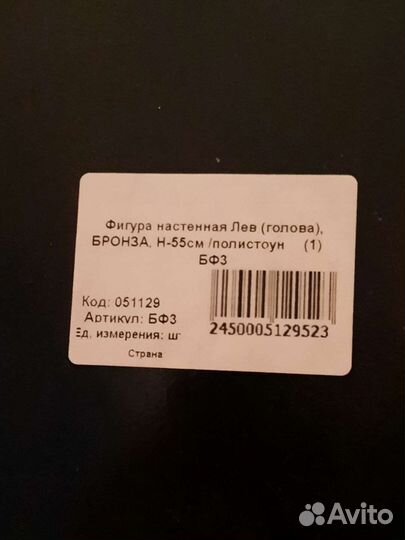 Фигура настенная Лев (голова),
БРОНЗА, Н-55см /полистоун (1)
БФ3
Код: 051129
Артикул: БФ3
Ед, измерения: шт
Страна
2450005129523
Avito